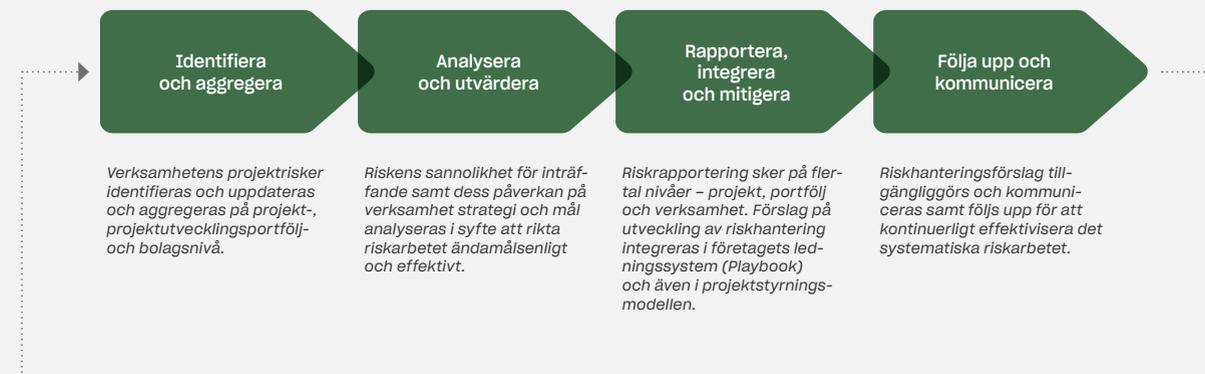 Identifiera
och aggregera
Analysera
och utvärdera
Rapportera,
integrera
och mitigera
Följa upp och
kommunicera
Verksamhetens projektrisker
identifieras och uppdateras
och aggregeras på projekt-,
projektutvecklingsportfölj-
och bolagsnivå.
Riskens sannolikhet för inträf-
fande samt dess påverkan på
verksamhet strategi och mål
analyseras i syfte att rikta
riskarbetet ändamålsenligt
och effektivt.
Riskrapportering sker på fler-
tal nivåer – projekt, portfölj
och verksamhet. Förslag på
utveckling av riskhantering
integreras i företagets led-
ningssystem (Playbook)
och även i projektstyrnings-
modellen.
Riskhanteringsförslag till-
gängliggörs och kommuni-
ceras samt följs upp för att
kontinuerligt effektivisera det
systematiska riskarbetet.